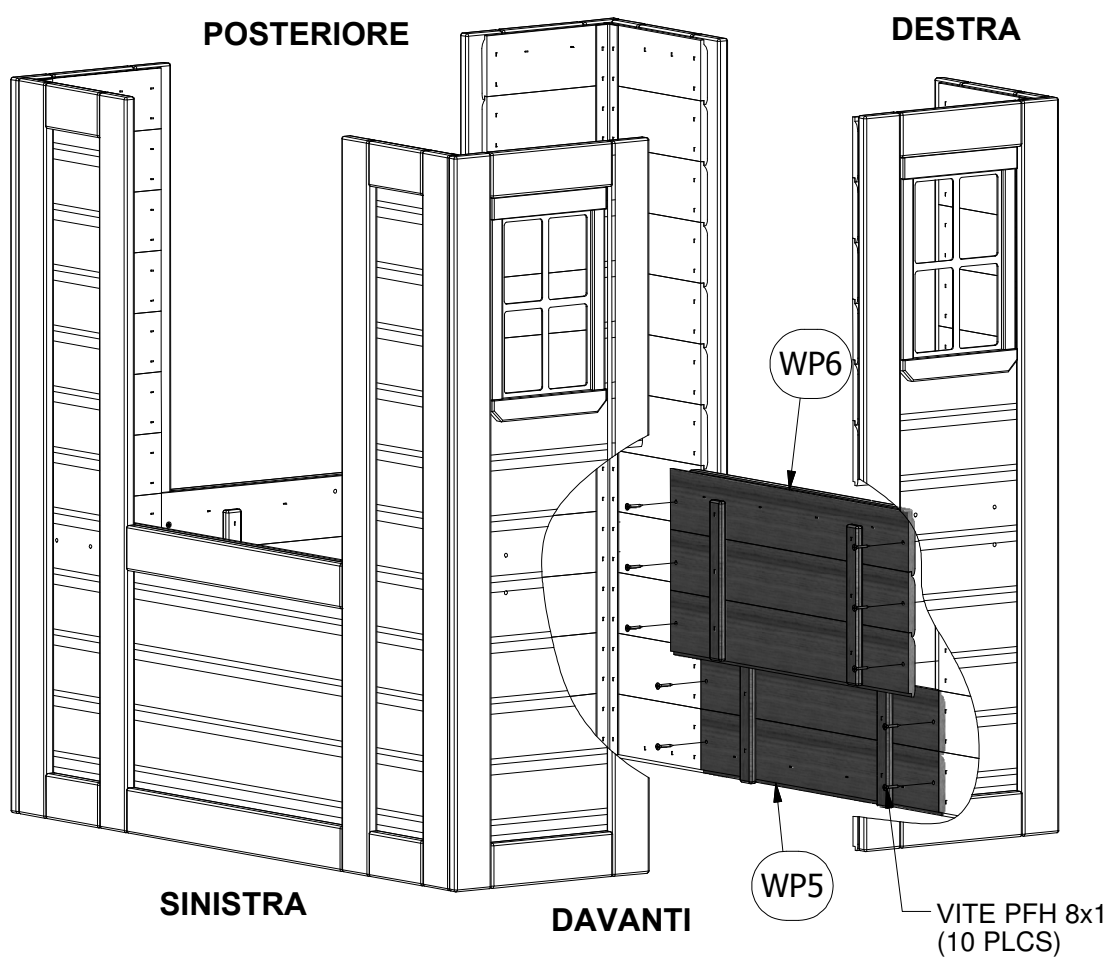 POSTERIORE
DESTRA
WP6
WP5
SINISTRA
DAVANTI
VITE PFH 8x1
(10 PLCS)